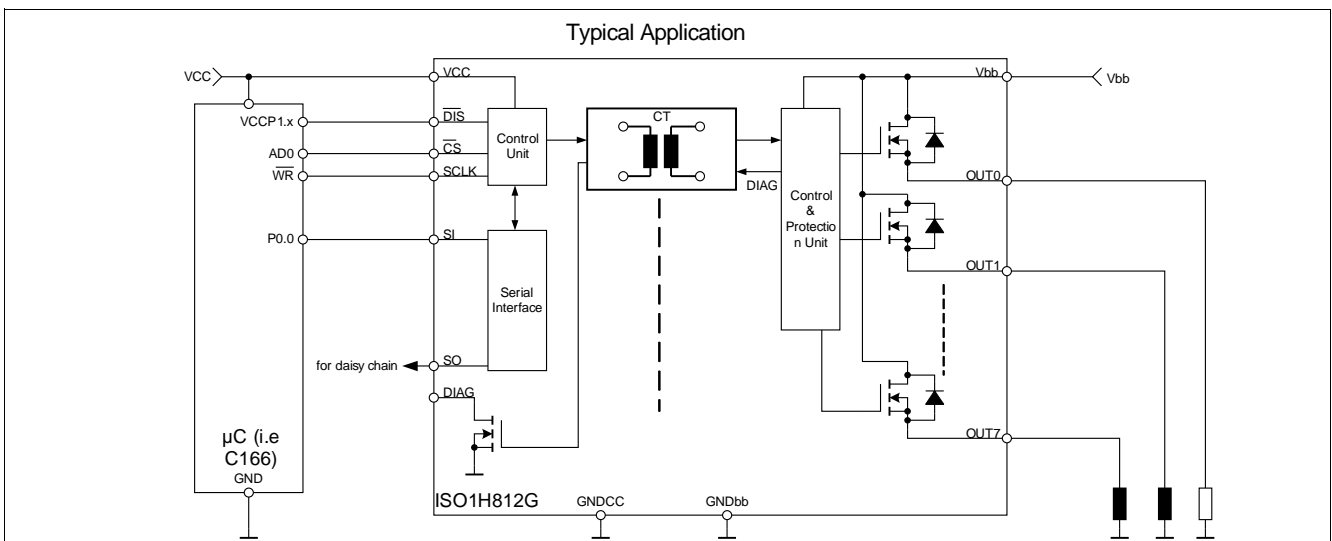 Typical Application
VCC
VCC
Vbb
Vbb
VCCP1.x
DIS
Control
Unit
CT
AD0
CS
WR
SCLK
DIAG
OUT0
Control
&
Protectio
n Unit
P0.0
SI
OUT1
Serial
Interface
for daisy chain
SO
DIAG
OUT7
µC (i.e
C166)
GND
ISO1H812G
GNDCC
GNDbb